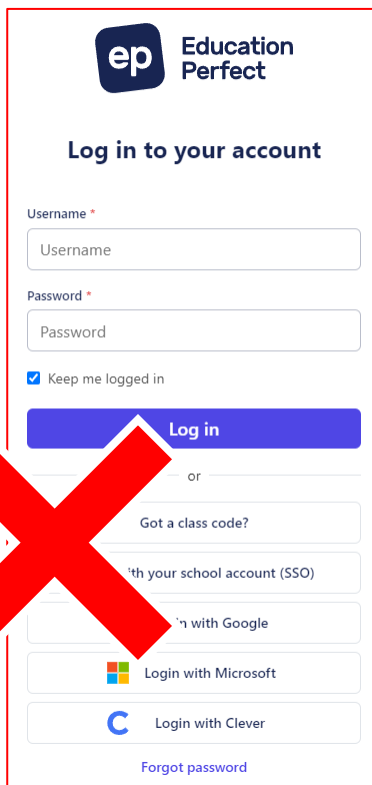 ep
Education
Perfect
Log in to your account
Username *
Username
Password *
Password
Keep me logged in
Log in
or
Got a class code?
with your school account (SSO)
with Google
Login with Microsoft
Login with Clever
Forgot password